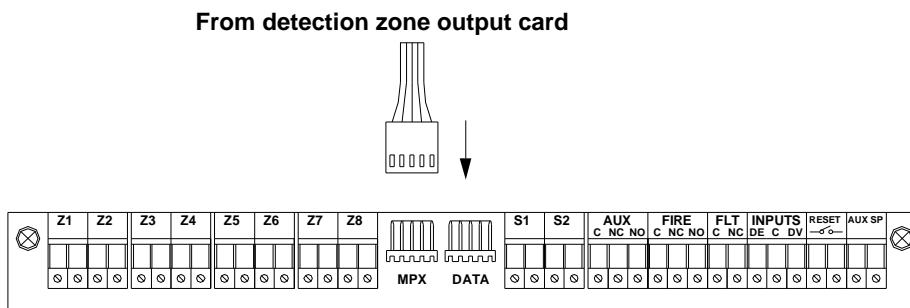 From detection zone output card
Z1 Z2 Z3 Z4 Z5 Z6 Z7 Z8 S1 S2 AUX FIRE FLT INPUTS RESET AUX SP
C NC NO C NC NO C NC DE C DV
MPX DATA